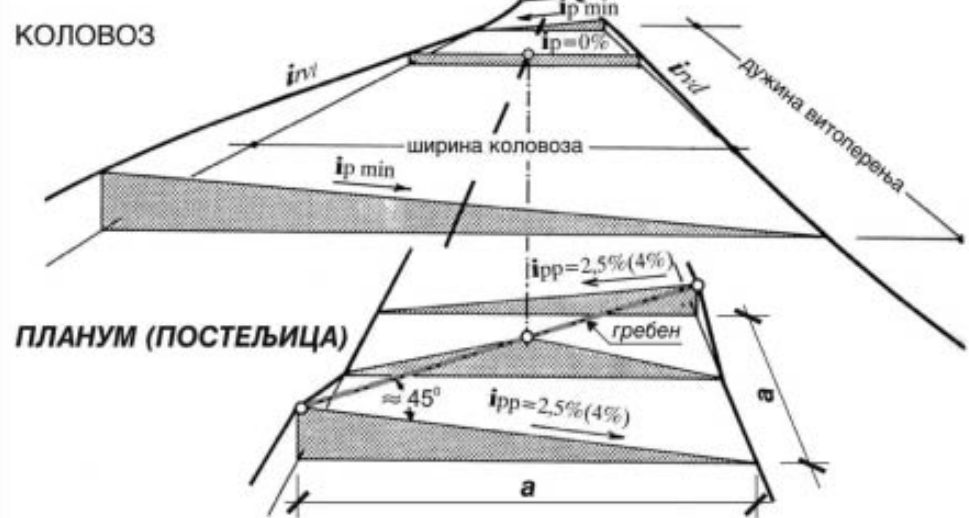 КОЛОВОЗ
ip min
ip=0%
irvl
irvd
дужина витоперења
ширина коловоза
ip min
ipp=2,5%(4%)
ПЛАНУМ (ПОСТЕЉИЦА)
гребен
≈ 45°
ipp=2,5%(4%)
a
a